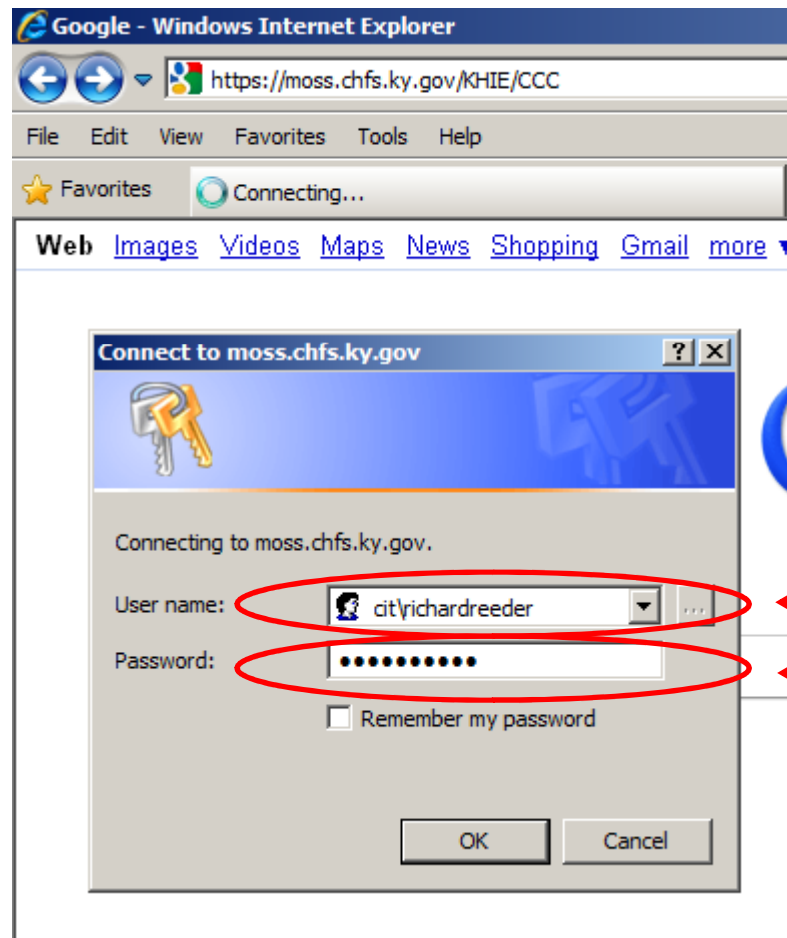 Google - Windows Internet Explorer
https://moss.chfs.ky.gov/KHIE/CCC
File Edit View Favorites Tools Help
Favorites Connecting...
Web Images Videos Maps News Shopping Gmail more ▼
Connect to moss.chfs.ky.gov ? X
Connecting to moss.chfs.ky.gov.
User name: cit\richardreeder ...
Password: ••••••••••
Remember my password
OK Cancel